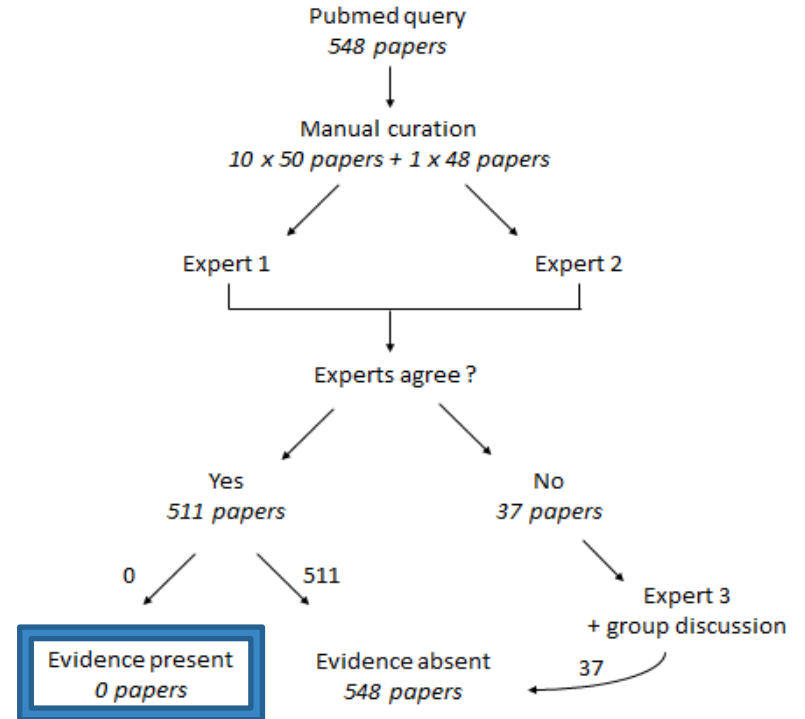 Pubmed query
548 papers
Manual curation
10 x 50 papers + 1 x 48 papers
Expert 1
Expert 2
Experts agree ?
Yes
511 papers
No
37 papers
0
511
Expert 3
+ group discussion
Evidence present
0 papers
Evidence absent
548 papers
37